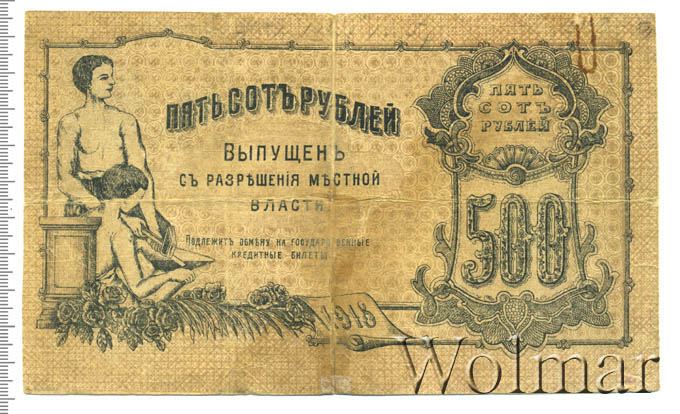 ПЯТЬСОТЪ РУБЛЕЙ
ВЫПУЩЕНЪ
СЪ РАЗРѢШЕНІЯ МѢСТНОЙ
ВЛАСТИ
ПОДЛЕЖИТЪ ОБМѢНУ НА ГОСУДАРСТВЕННЫЕ
КРЕДИТНЫЕ БИЛЕТЫ
1918
ПЯТЬ
СОТЪ
РУБЛЕЙ
500
Wolmar